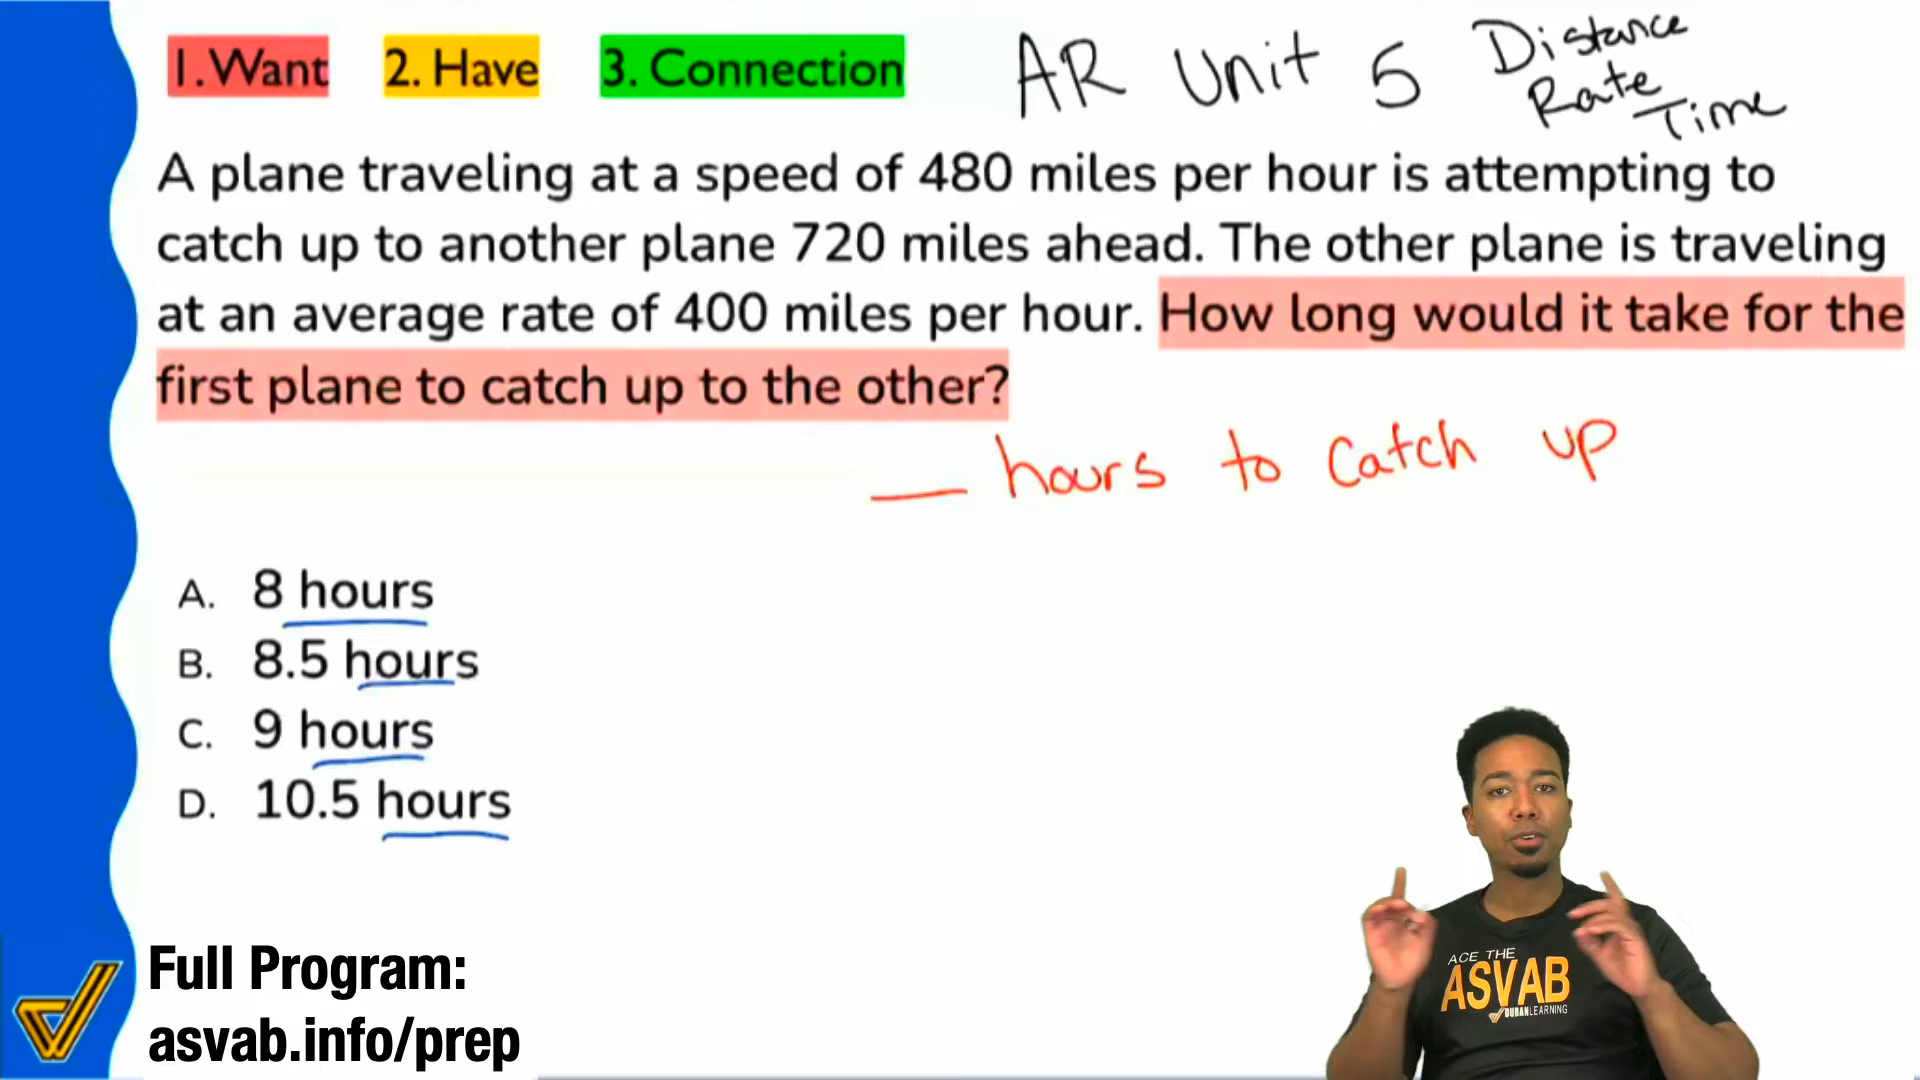 1. Want 2. Have 3. Connection
AR Unit 5 Distance
Rate
Time
A plane traveling at a speed of 480 miles per hour is attempting to
catch up to another plane 720 miles ahead. The other plane is traveling
at an average rate of 400 miles per hour. How long would it take for the
first plane to catch up to the other?
__ hours to catch up
A. 8 hours
B. 8.5 hours
C. 9 hours
D. 10.5 hours
ACE THE
ASVAB
DURAN LEARNING
Full Program:
asvab.info/prep